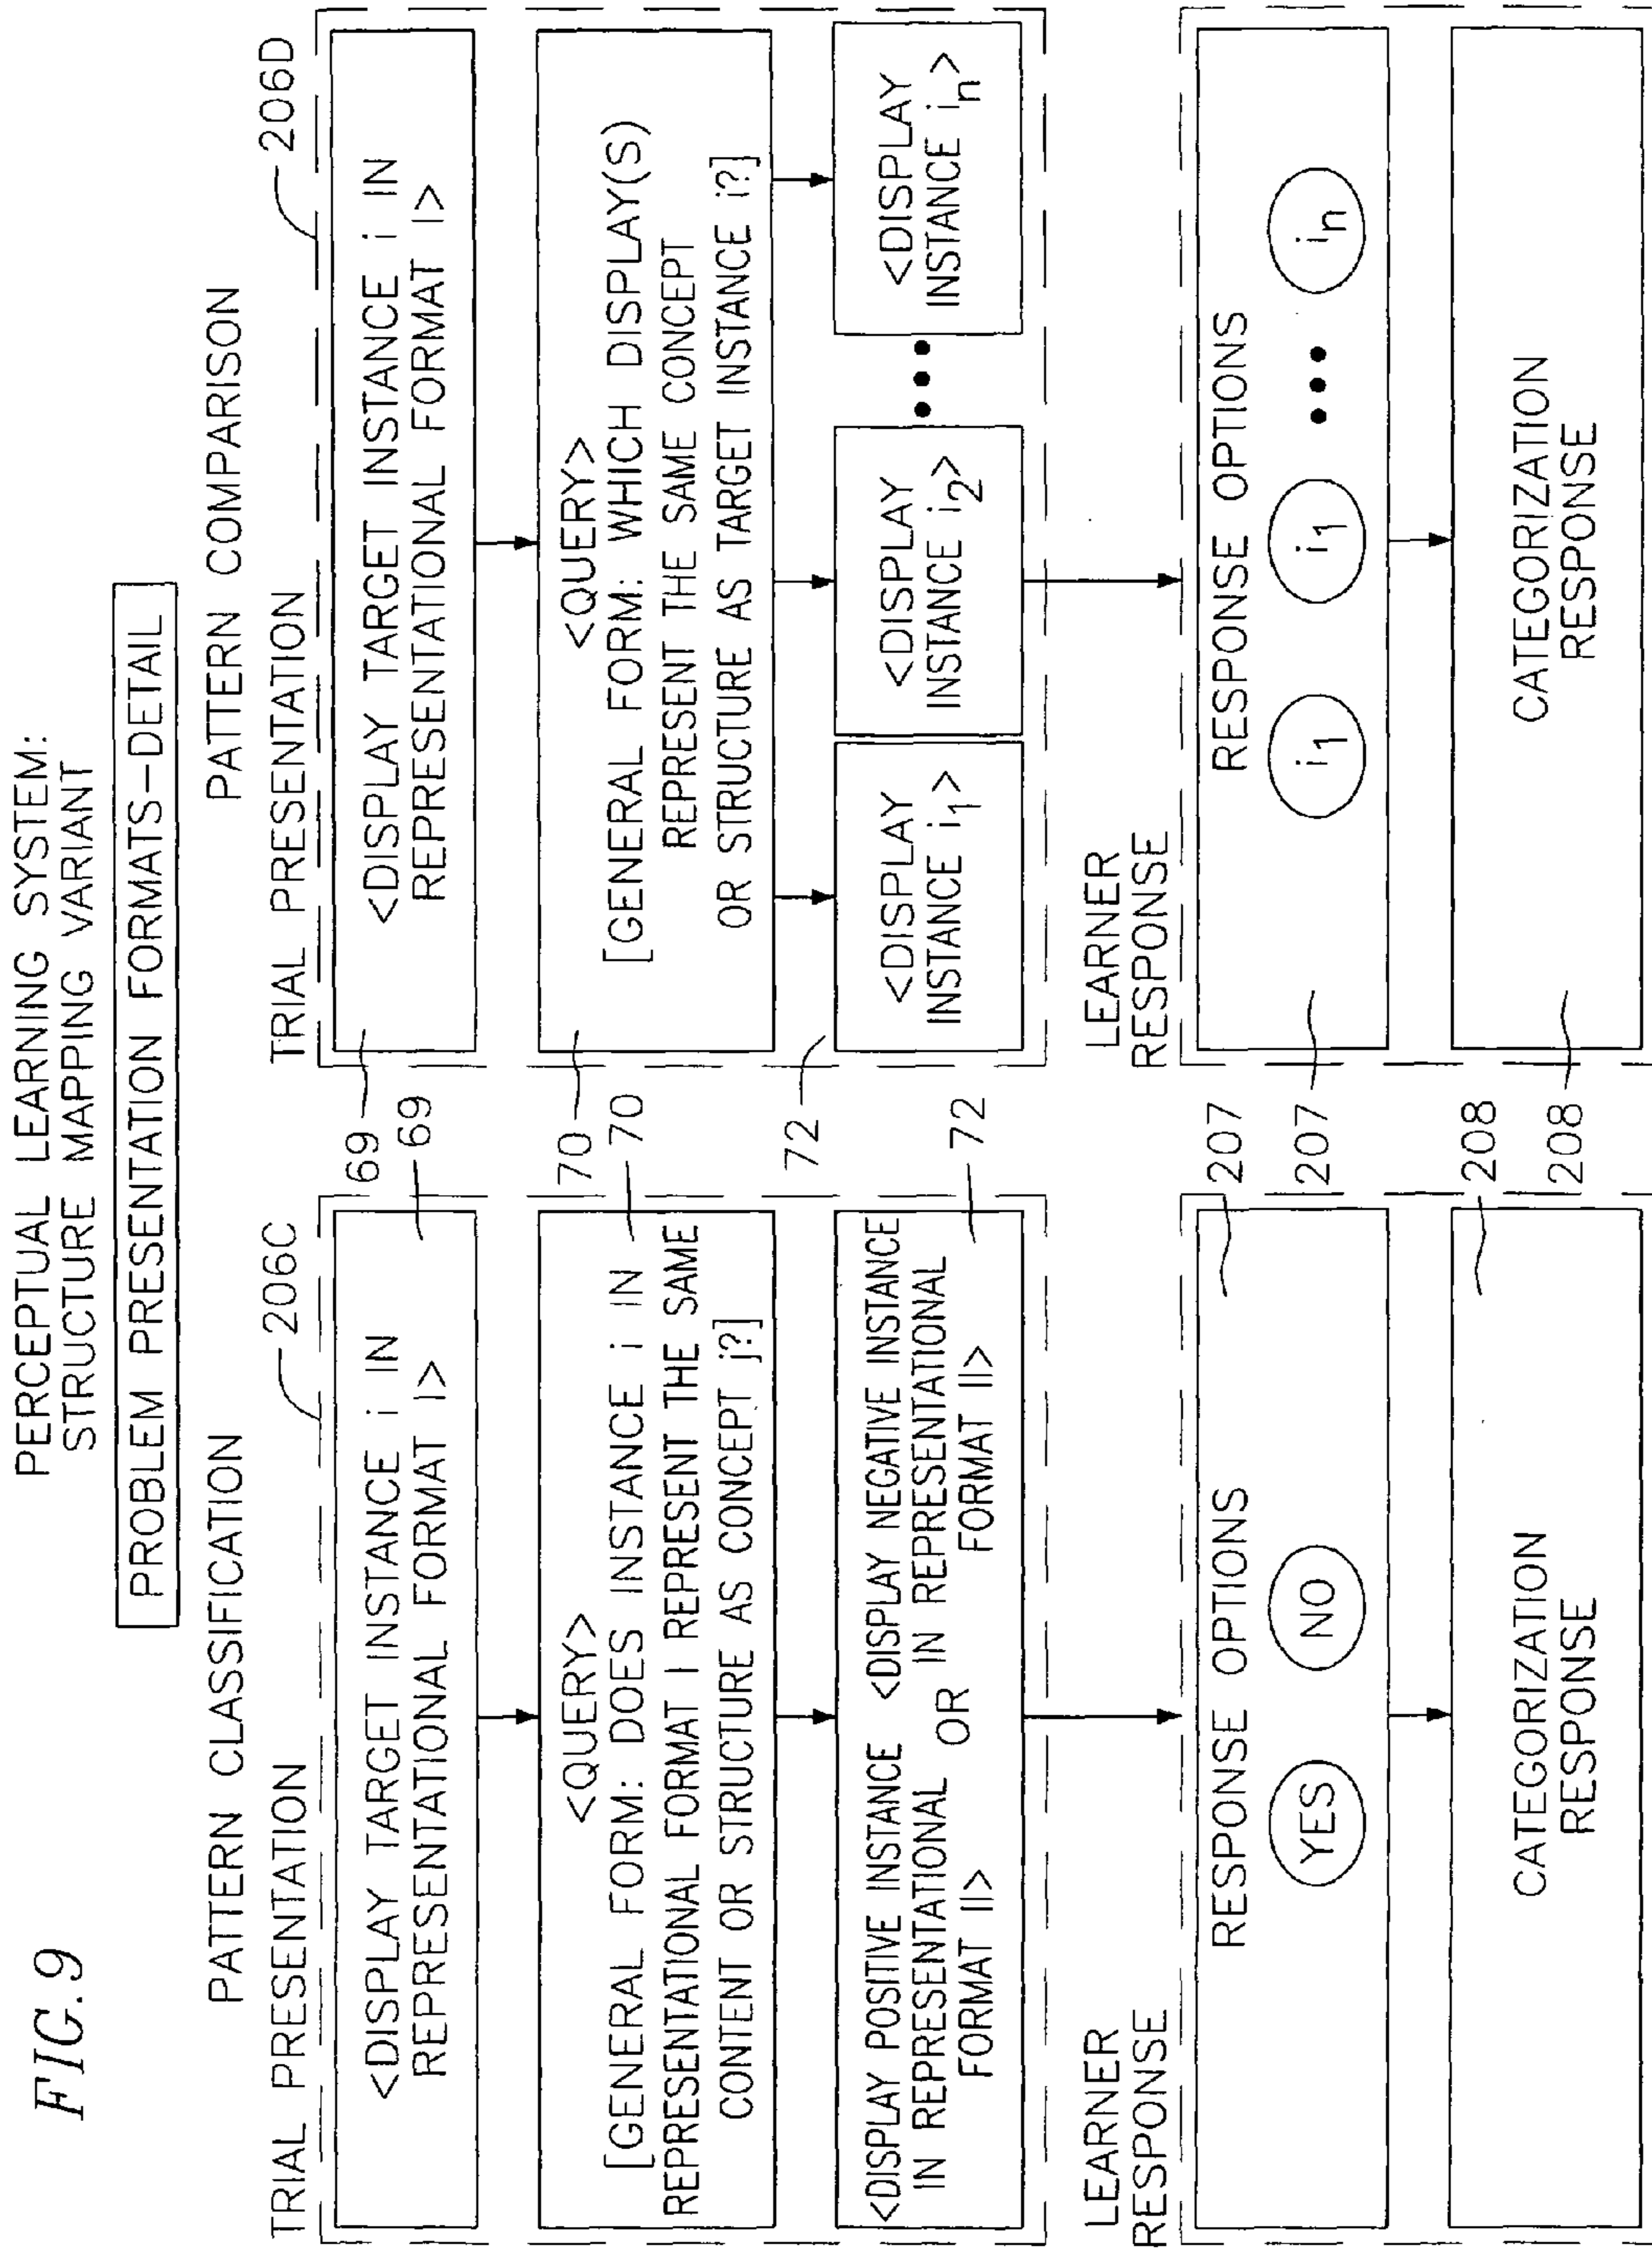 FIG. 9
PERCEPTUAL LEARNING SYSTEM:
STRUCTURE MAPPING VARIANT
PROBLEM PRESENTATION FORMATS-DETAIL
PATTERN CLASSIFICATION
TRIAL PRESENTATION
206C
<DISPLAY TARGET INSTANCE i IN
REPRESENTATIONAL FORMAT I>
69
<QUERY>
[GENERAL FORM: DOES INSTANCE i IN
REPRESENTATIONAL FORMAT I REPRESENT THE SAME
CONTENT OR STRUCTURE AS CONCEPT j?]
70
<DISPLAY POSITIVE INSTANCE
IN REPRESENTATIONAL
FORMAT II>
OR
<DISPLAY NEGATIVE INSTANCE
IN REPRESENTATIONAL
FORMAT II>
72
LEARNER
RESPONSE
RESPONSE OPTIONS
YES
NO
207
CATEGORIZATION
RESPONSE
208
PATTERN COMPARISON
TRIAL PRESENTATION
206D
69
<DISPLAY TARGET INSTANCE i IN
REPRESENTATIONAL FORMAT I>
70
<QUERY>
[GENERAL FORM: WHICH DISPLAY(S)
REPRESENT THE SAME CONCEPT
OR STRUCTURE AS TARGET INSTANCE i?]
72
<DISPLAY
INSTANCE i1>
<DISPLAY
INSTANCE i2>
•••
<DISPLAY
INSTANCE in>
LEARNER
RESPONSE
207
RESPONSE OPTIONS
i1
i1
•••
in
208
CATEGORIZATION
RESPONSE